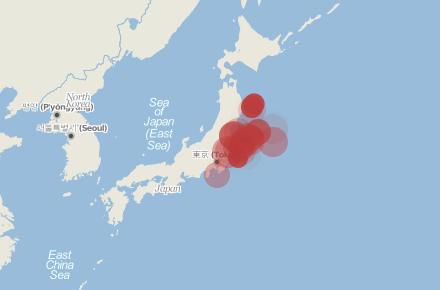 North
Korea
평양 (P'yŏngyang)
서울특별시 (Seoul)
Sea
of
Japan
(East
Sea)
東京 (To
Japan
East
China
Sea